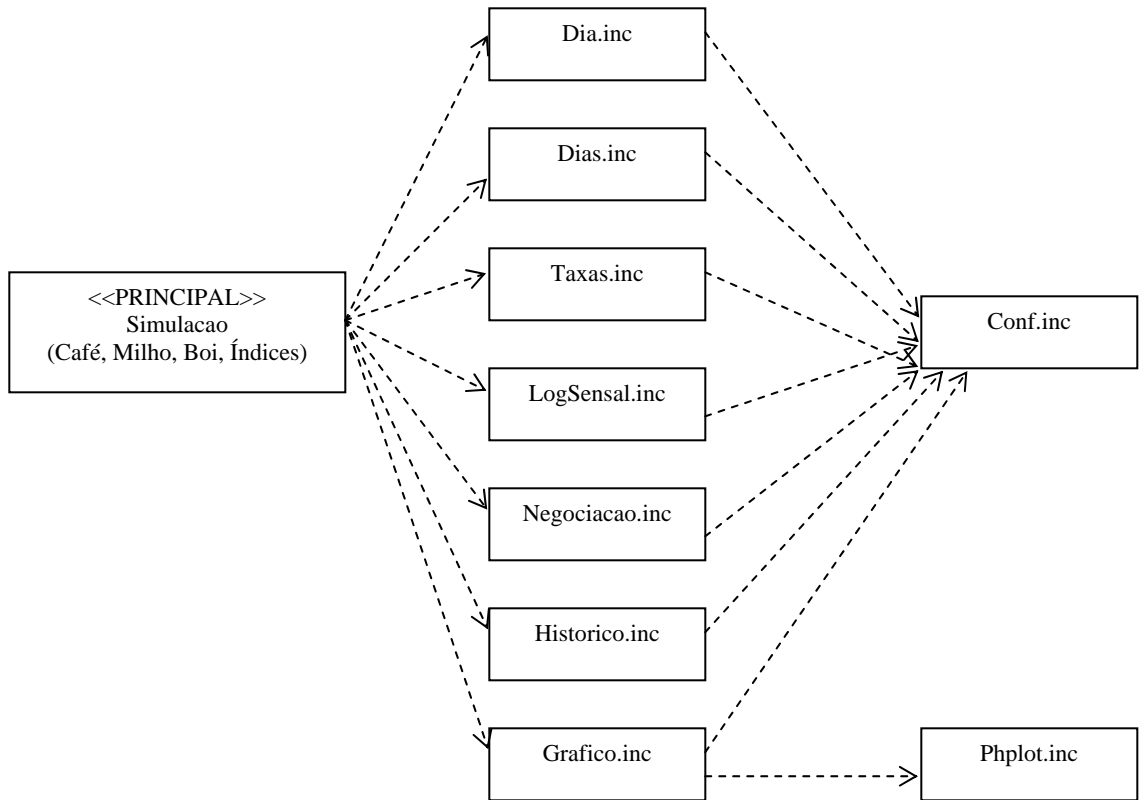 Dia.inc
Dias.inc
Taxas.inc
<<PRINCIPAL>>
Simulacao
(Café, Milho, Boi, Índices)
Conf.inc
LogSensal.inc
Negociacao.inc
Historico.inc
Grafico.inc
Phplot.inc